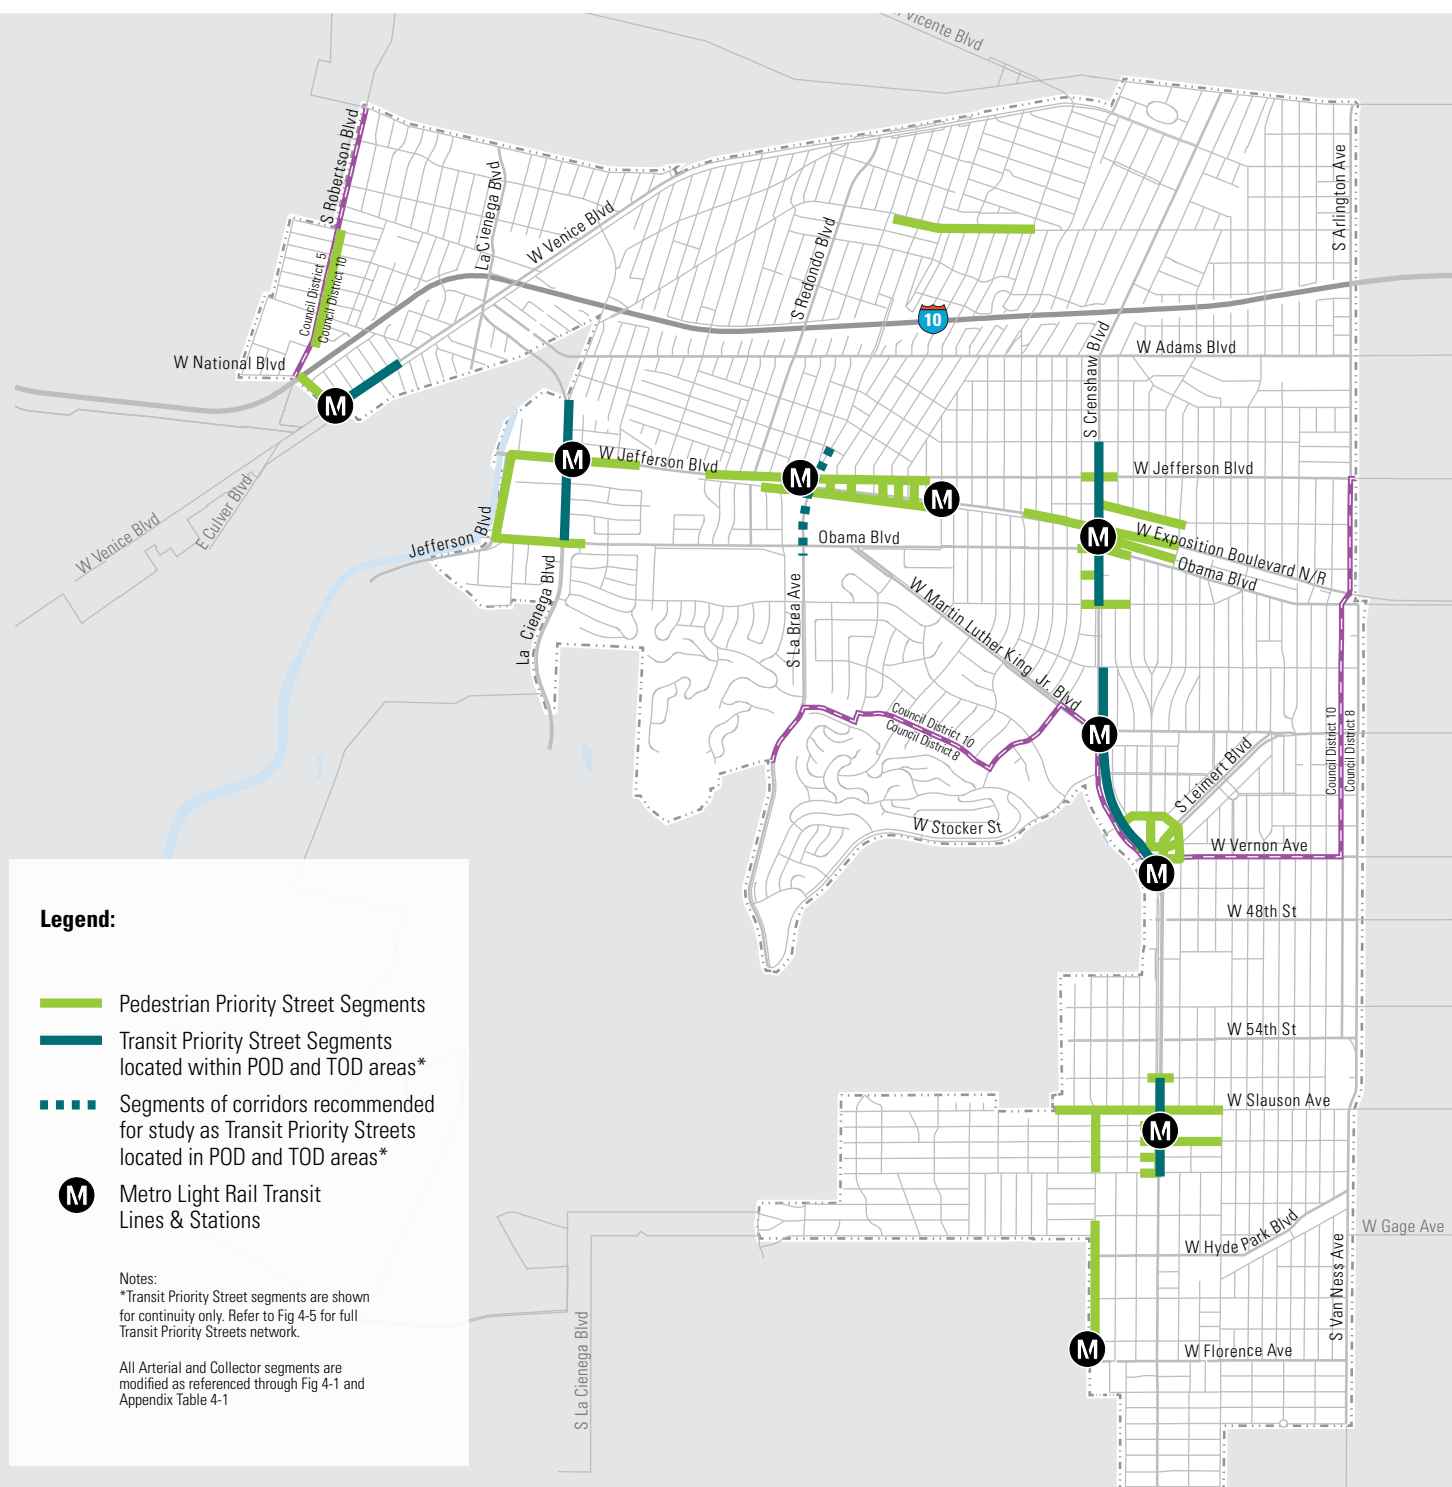 Vicente Blvd
S Robertson Blvd
La Cienega Blvd
W Venice Blvd
S Redondo Blvd
S Arlington Ave
Council District 5
Council District 10
10
W National Blvd
W Adams Blvd
S Crenshaw Blvd
M
M
W Jefferson Blvd
M
M
W Jefferson Blvd
W Venice Blvd
E Culver Blvd
Jefferson Blvd
Obama Blvd
M
W Exposition Boulevard N/R
Obama Blvd
La Cienega Blvd
S La Brea Ave
W Martin Luther King Jr. Blvd
Council District 10
Council District 8
M
Council District 10
Council District 8
S Leimert Blvd
W Stocker St
W Vernon Ave
M
W 48th St
W 54th St
W Slauson Ave
M
W Gage Ave
W Hyde Park Blvd
S Van Ness Ave
S La Cienega Blvd
M
W Florence Ave
Legend:
Pedestrian Priority Street Segments
Transit Priority Street Segments
located within POD and TOD areas*
Segments of corridors recommended
for study as Transit Priority Streets
located in POD and TOD areas*
M
Metro Light Rail Transit
Lines & Stations
Notes:
*Transit Priority Street segments are shown
for continuity only. Refer to Fig 4-5 for full
Transit Priority Streets network.
All Arterial and Collector segments are
modified as referenced through Fig 4-1 and
Appendix Table 4-1